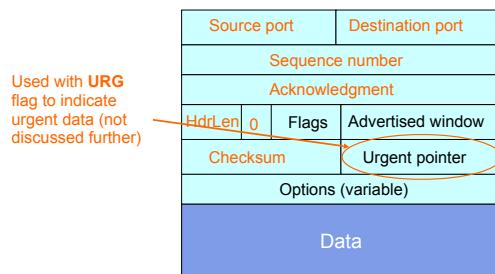 Source port Destination port
Sequence number
Acknowledgment
HdrLen 0 Flags Advertised window
Checksum Urgent pointer
Options (variable)
Data
Used with URG
flag to indicate
urgent data (not
discussed further)